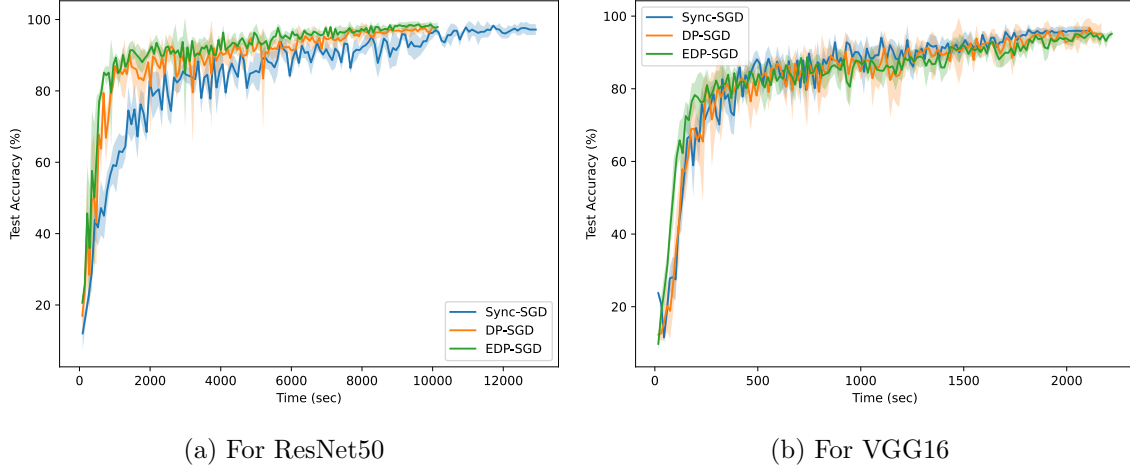 100
80
60
40
20
Test Accuracy (%)
0
2000
4000
6000
8000
10000
12000
Time (sec)
Sync-SGD
DP-SGD
EDP-SGD
(a) For ResNet50
100
80
60
40
20
Test Accuracy (%)
0
500
1000
1500
2000
Time (sec)
Sync-SGD
DP-SGD
EDP-SGD
(b) For VGG16